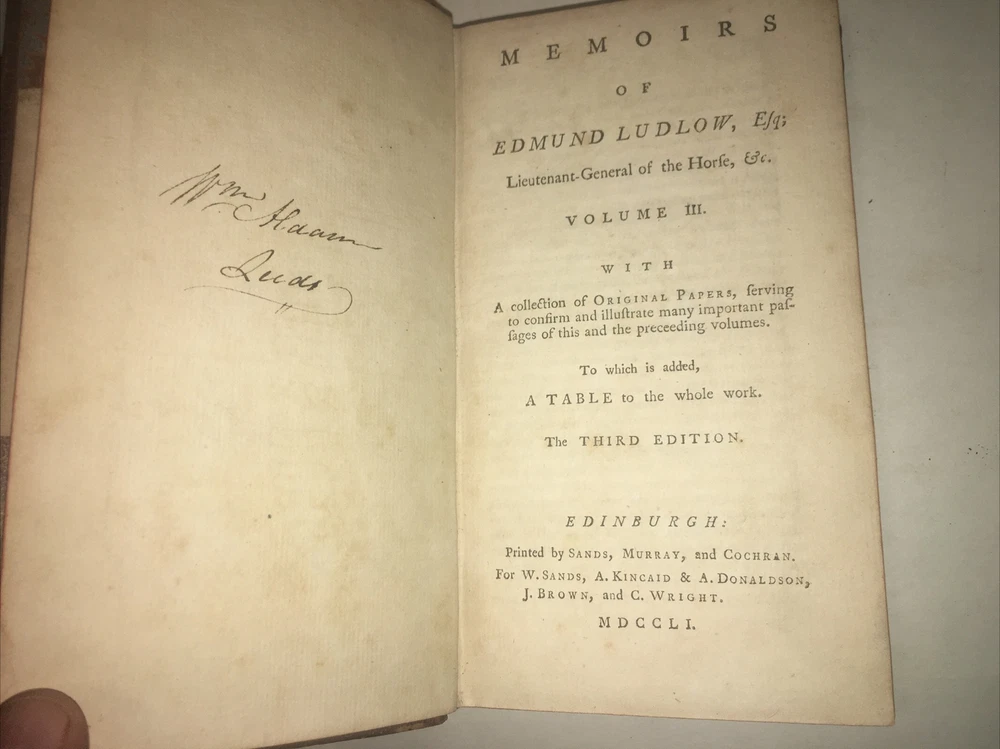 Wm Aldam
Leeds
MEMOIRS
OF
EDMUND LUDLOW, Eſq;
Lieutenant-General of the Horſe, &c.
VOLUME III.
WITH
A collection of ORIGINAL PAPERS, ſerving
to confirm and illuſtrate many important paſ-
ſages of this and the preceeding volumes.
To which is added,
A TABLE to the whole work.
The THIRD EDITION.
EDINBURGH:
Printed by SANDS, MURRAY, and COCHRAN.
For W. SANDS, A. KINCAID & A. DONALDSON,
J. BROWN, and C. WRIGHT.
MDCCLI.